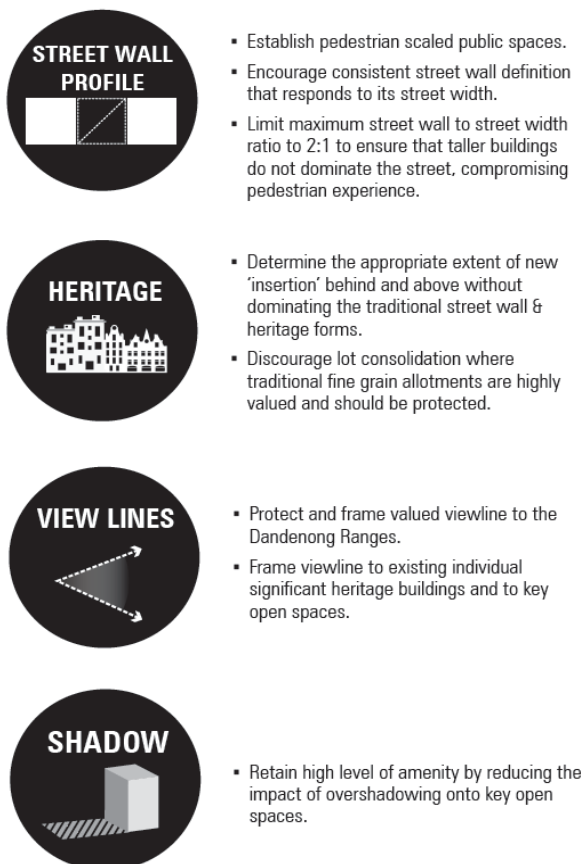 STREET WALL
PROFILE
▪ Establish pedestrian scaled public spaces.
▪ Encourage consistent street wall definition
that responds to its street width.
▪ Limit maximum street wall to street width
ratio to 2:1 to ensure that taller buildings
do not dominate the street, compromising
pedestrian experience.
HERITAGE
▪ Determine the appropriate extent of new
‘insertion’ behind and above without
dominating the traditional street wall &
heritage forms.
▪ Discourage lot consolidation where
traditional fine grain allotments are highly
valued and should be protected.
VIEW LINES
▪ Protect and frame valued viewline to the
Dandenong Ranges.
▪ Frame viewline to existing individual
significant heritage buildings and to key
open spaces.
SHADOW
▪ Retain high level of amenity by reducing the
impact of overshadowing onto key open
spaces.